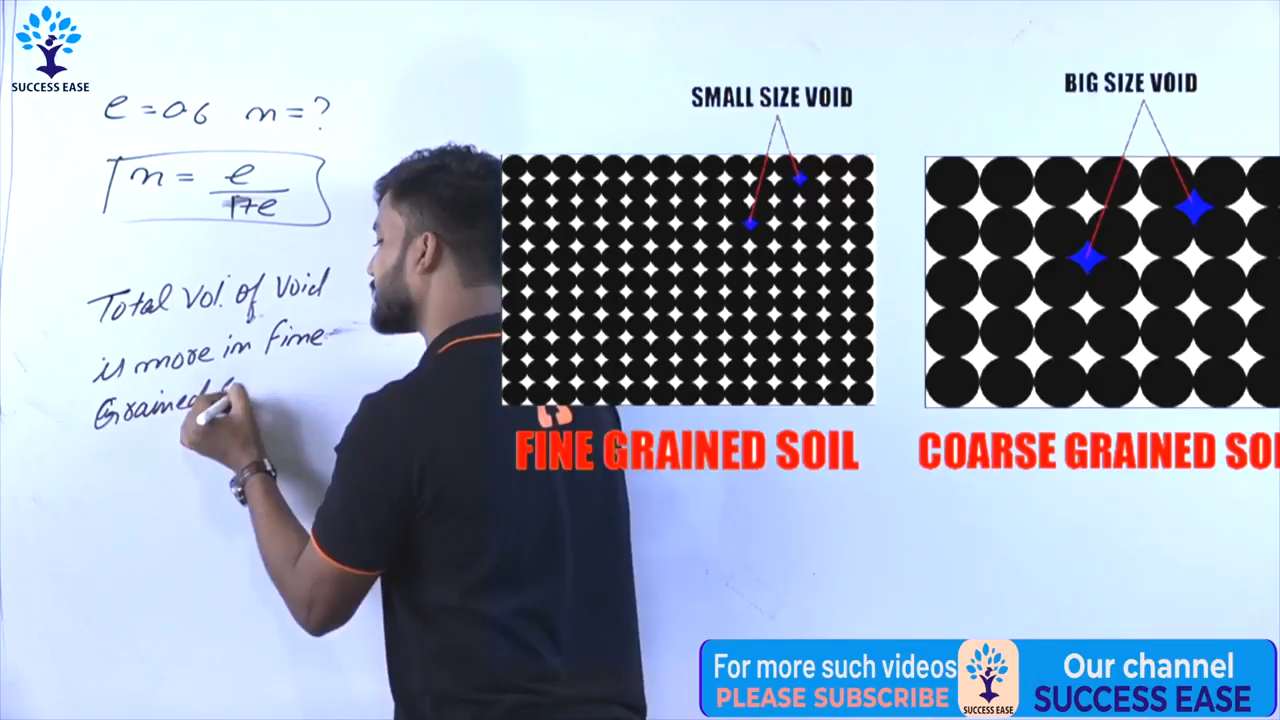 SUCCESS EASE
e = 0.6 n = ?
n = e
1+e
Total Vol. of Void
is more in fine
Grained
SMALL SIZE VOID
BIG SIZE VOID
FINE GRAINED SOIL
COARSE GRAINED SOI
For more such videos
PLEASE SUBSCRIBE
SUCCESS EASE
Our channel
SUCCESS EASE